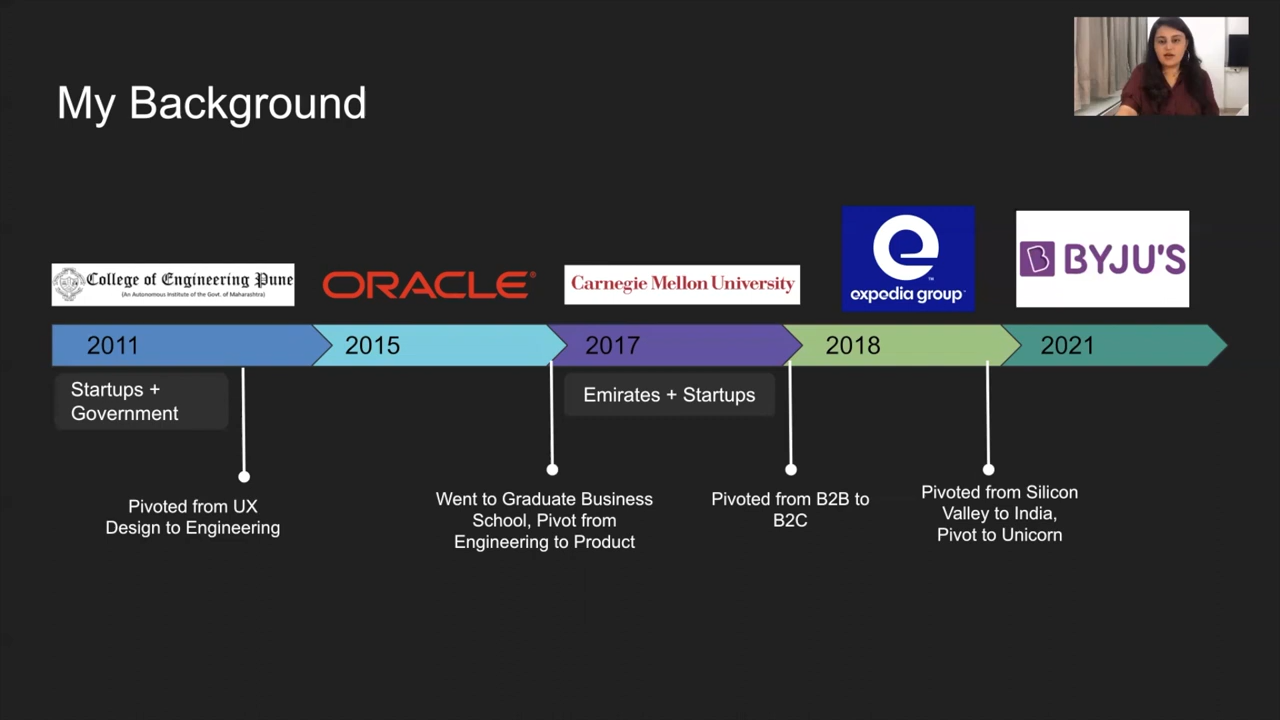 My Background
College of Engineering Pune
(An Autonomous Institute of the Govt. of Maharashtra)
ORACLE®
Carnegie Mellon University
e
™
expedia group
B BYJU'S
2011
2015
2017
2018
2021
Startups +
Government
Emirates + Startups
Pivoted from UX
Design to Engineering
Went to Graduate Business
School, Pivot from
Engineering to Product
Pivoted from B2B to
B2C
Pivoted from Silicon
Valley to India,
Pivot to Unicorn